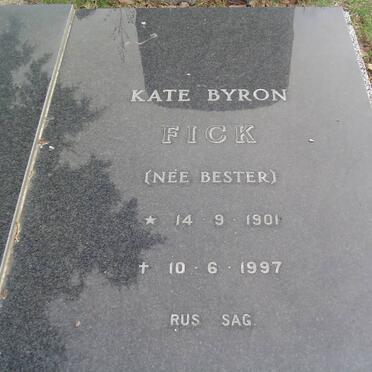 KATE BYRON
FICK
(NÉE BESTER)
★ 14 · 9 · 1901
✝ 10 · 6 · 1997
RUS SAG.